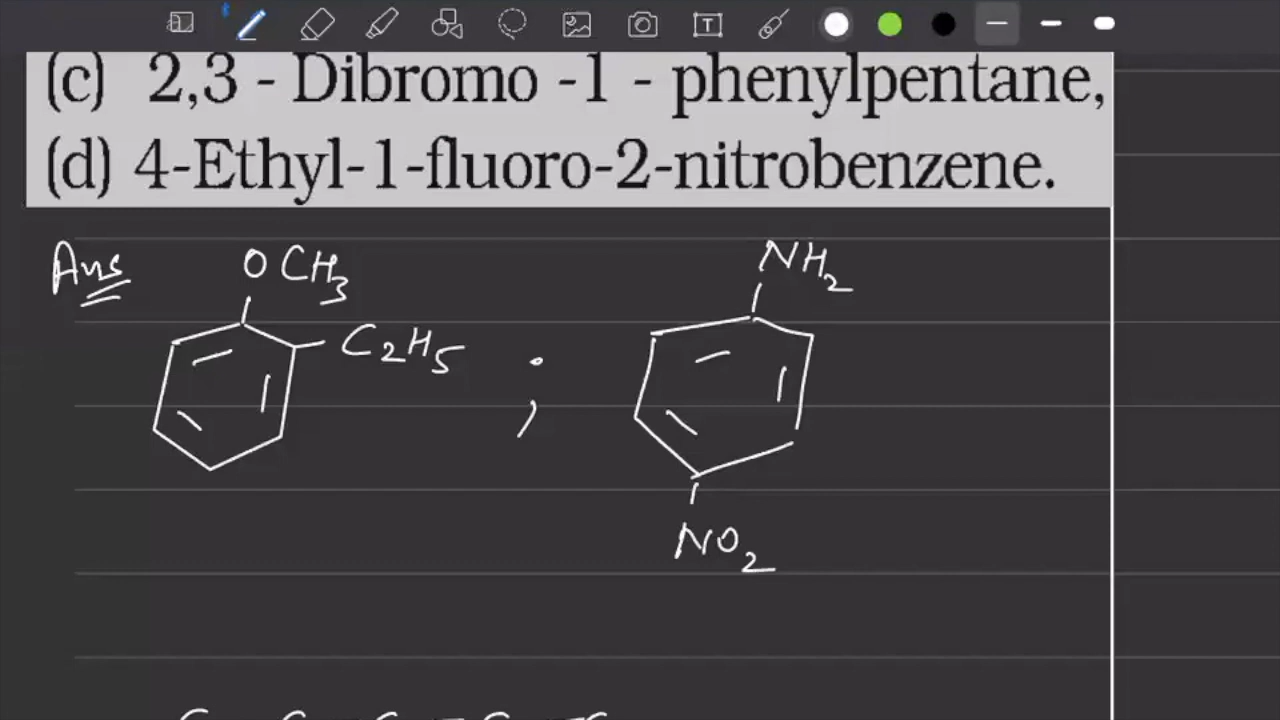 (c) 2,3 - Dibromo -1 - phenylpentane,
(d) 4-Ethyl-1-fluoro-2-nitrobenzene.
Ans
OCH3
C2H5 ;
NH2
NO2